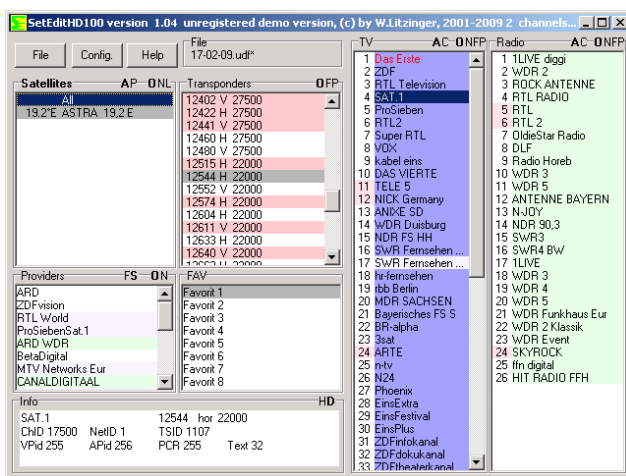 SetEditHD100 version 1.04 unregistered demo version, (c) by W.Litzinger, 2001-2009 2 channels...
File Config. Help
File
17-02-09.udf*
Satellites AP ONL
All
19.2°E ASTRA 19,2 E
Transponders OFP
12402 V 27500
12422 H 27500
12441 V 27500
12460 H 27500
12480 V 27500
12515 H 22000
12544 H 22000
12552 V 22000
12574 H 22000
12604 H 22000
12611 V 22000
12633 H 22000
12640 V 22000
12663 H 22000
Providers FS ON
ARD
ZDFvision
RTL World
ProSiebenSat.1
ARD WDR
BetaDigital
MTV Networks Eur
CANALDIGITAAL
FAV
Favorit 1
Favorit 2
Favorit 3
Favorit 4
Favorit 5
Favorit 6
Favorit 7
Favorit 8
Info HD
SAT.1 12544 hor 22000
ChID 17500 NetID 1 TSID 1107
VPid 255 APid 256 PCR 255 Text 32
TV AC ONFP
1 Das Erste
2 ZDF
3 RTL Television
4 SAT.1
5 ProSieben
6 RTL2
7 Super RTL
8 VOX
9 kabel eins
10 DAS VIERTE
11 TELE 5
12 NICK Germany
13 ANIXE SD
14 WDR Duisburg
15 NDR FS HH
16 SWR Fernsehen ...
17 SWR Fernsehen ...
18 hr-fernsehen
19 rbb Berlin
20 MDR SACHSEN
21 Bayerisches FS S
22 BR-alpha
23 3sat
24 ARTE
25 n-tv
26 N24
27 Phoenix
28 EinsExtra
29 EinsFestival
30 EinsPlus
31 ZDFinfokanal
32 ZDFdokukanal
33 ZDFtheaterkanal
Radio AC ONFP
1 1LIVE diggi
2 WDR 2
3 ROCK ANTENNE
4 RTL RADIO
5 RTL
6 RTL 2
7 OldieStar Radio
8 DLF
9 Radio Horeb
10 WDR 3
11 WDR 5
12 ANTENNE BAYERN
13 N-JOY
14 NDR 90,3
15 SWR3
16 SWR4 BW
17 1LIVE
18 WDR 3
19 WDR 4
20 WDR 5
21 WDR Funkhaus Eur
22 WDR 2 Klassik
23 WDR Event
24 SKYROCK
25 ffn digital
26 HIT RADIO FFH